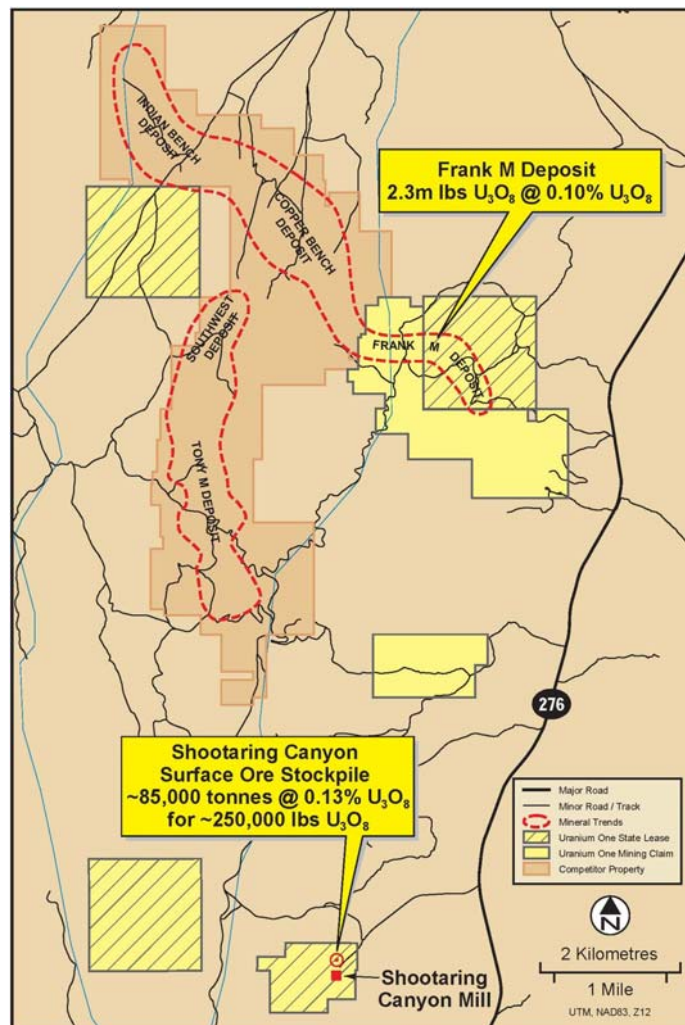 INDIAN BENCH
DEPOSIT
COPPER BENCH
DEPOSIT
Frank M Deposit
2.3m lbs U₃O₈ @ 0.10% U₃O₈
SOUTHWEST
DEPOSIT
FRANK M DEPOSIT
TONY M DEPOSIT
276
Shootaring Canyon
Surface Ore Stockpile
~85,000 tonnes @ 0.13% U₃O₈
for ~250,000 lbs U₃O₈
Major Road
Minor Road / Track
Mineral Trends
Uranium One State Lease
Uranium One Mining Claim
Competitor Property
N
2 Kilometres
1 Mile
UTM, NAD83, Z12
Shootaring
Canyon Mill